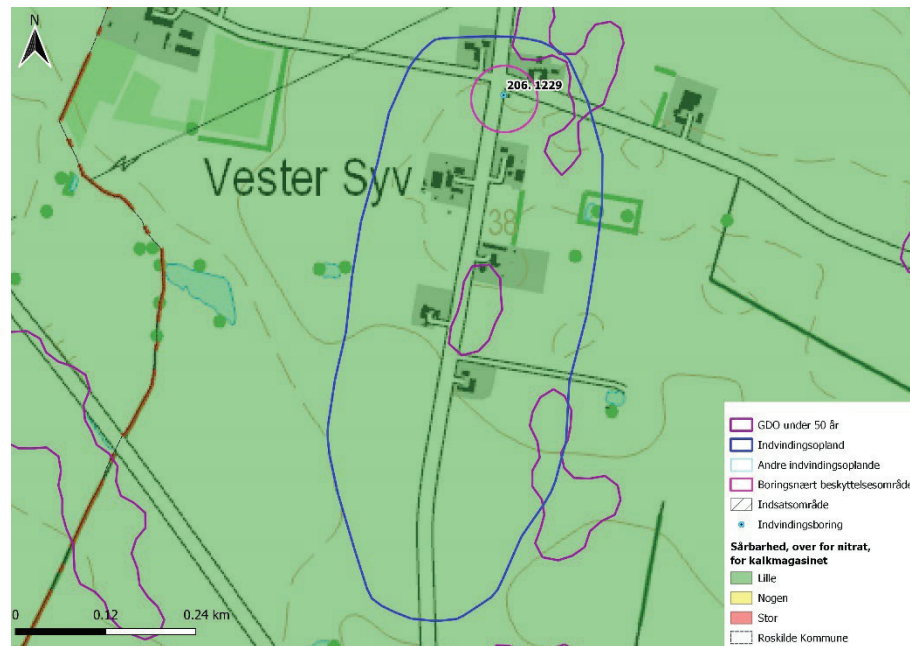 N
206. 1229
Vester Syv
38
GDO under 50 år
Indvindingsopland
Andre indvindingsoplande
Boringsnært beskyttelsesområde
Indsatsområde
Indvindingsboring
Sårbarhed, over for nitrat,
for kalkmagasinet
Lille
Nogen
Stor
Roskilde Kommune
0 0.12 0.24 km